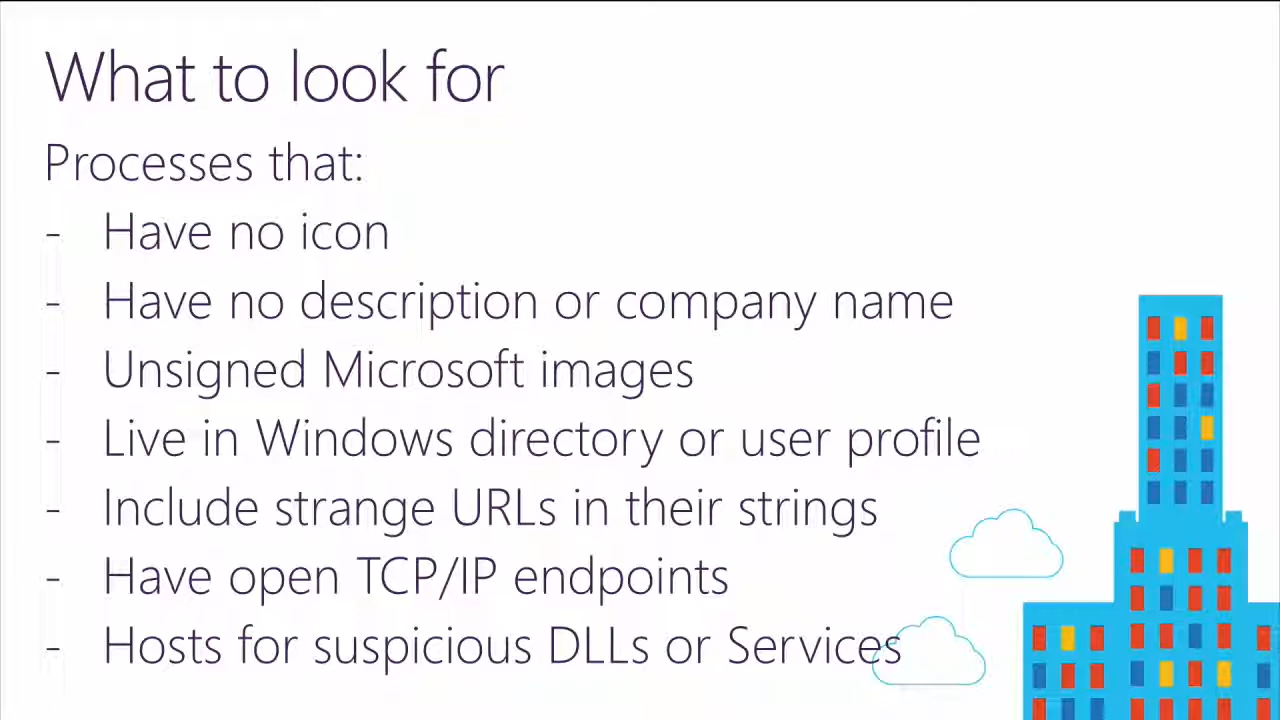 What to look for
Processes that:
- Have no icon
- Have no description or company name
- Unsigned Microsoft images
- Live in Windows directory or user profile
- Include strange URLs in their strings
- Have open TCP/IP endpoints
- Hosts for suspicious DLLs or Services